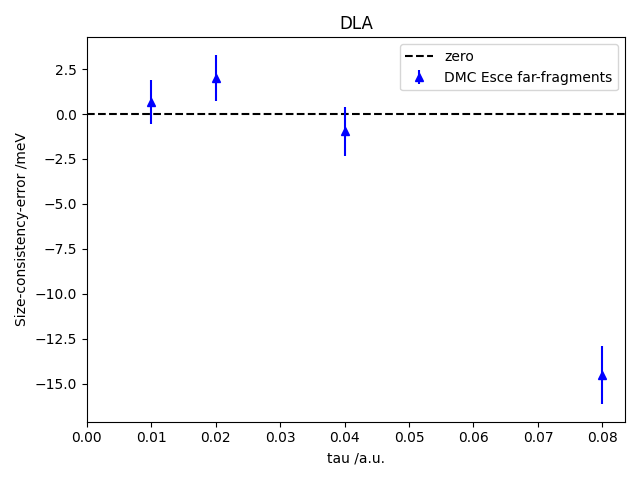 DLA
zero
DMC Esce far-fragments
Size-consistency-error /meV
2.5
0.0
−2.5
−5.0
−7.5
−10.0
−12.5
−15.0
0.00 0.01 0.02 0.03 0.04 0.05 0.06 0.07 0.08
tau /a.u.